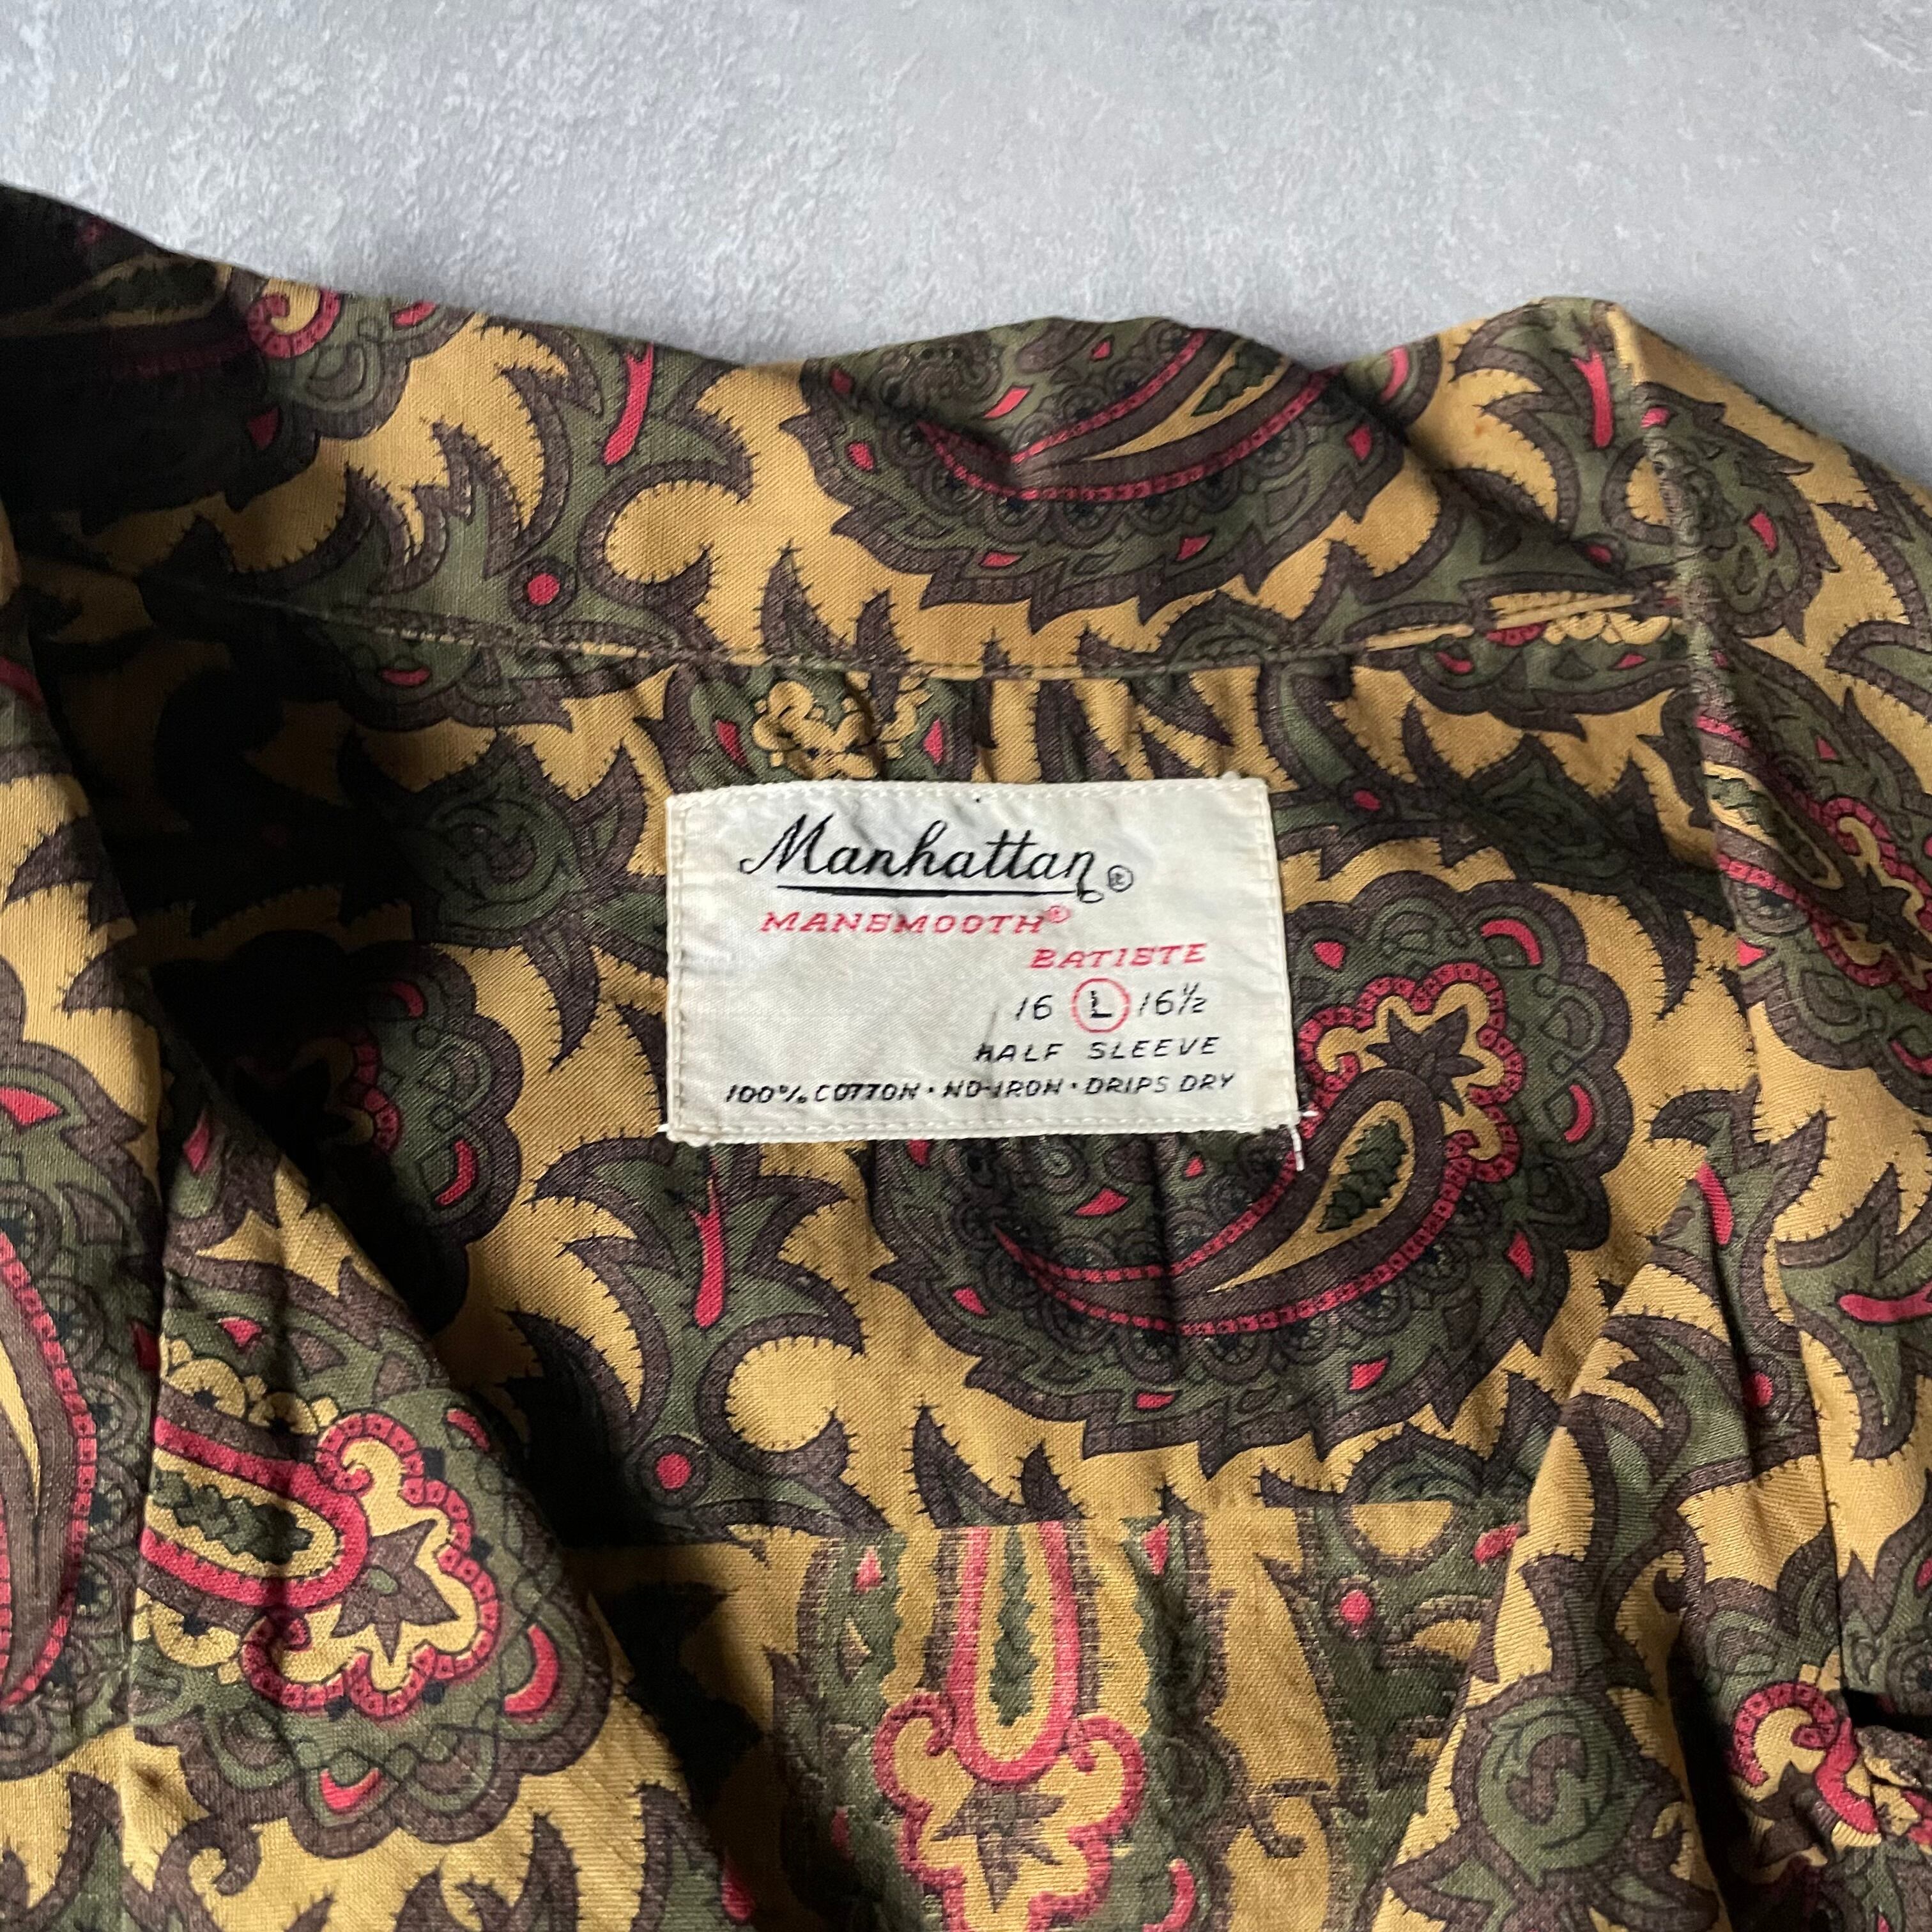 Manhattan®
MANSMOOTH®
BATISTE
16 L 16½
HALF SLEEVE
100% COTTON · NO-IRON · DRIPS DRY